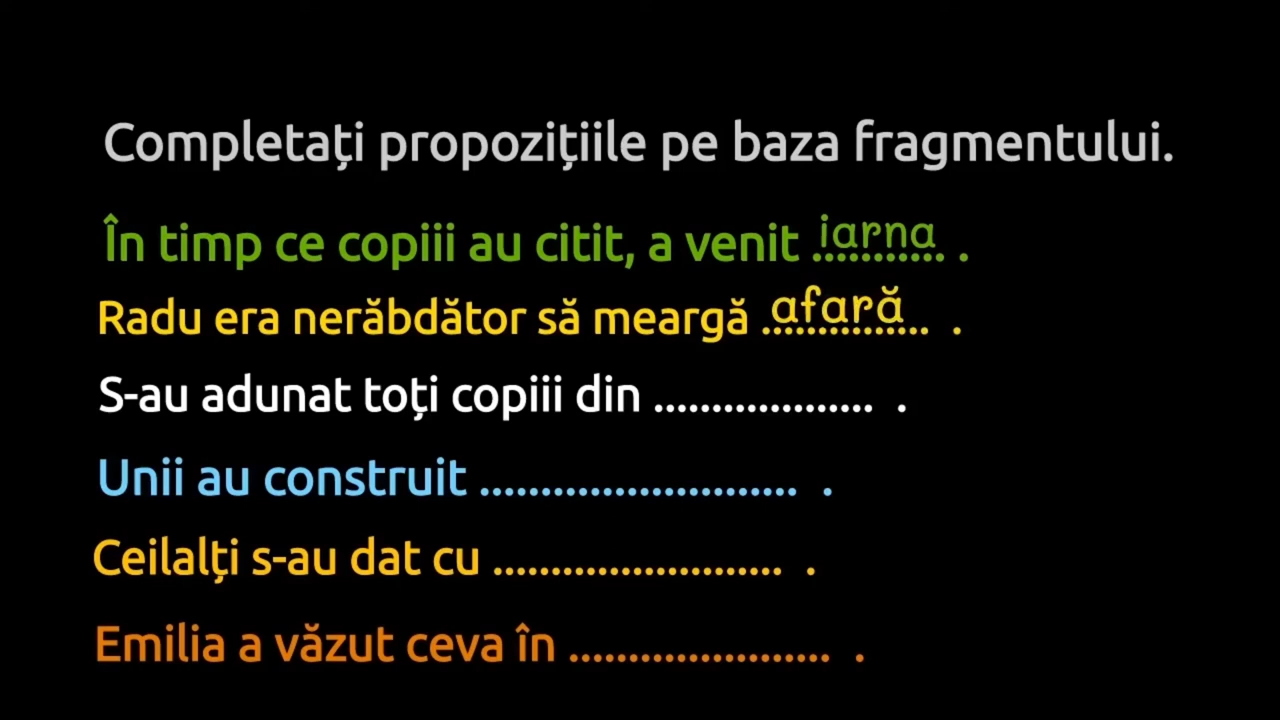 Completați propozițiile pe baza fragmentului.
În timp ce copiii au citit, a venit iarna .
Radu era nerăbdător să meargă afară .
S-au adunat toți copiii din ................... .
Unii au construit ........................... .
Ceilalți s-au dat cu ......................... .
Emilia a văzut ceva în ...................... .